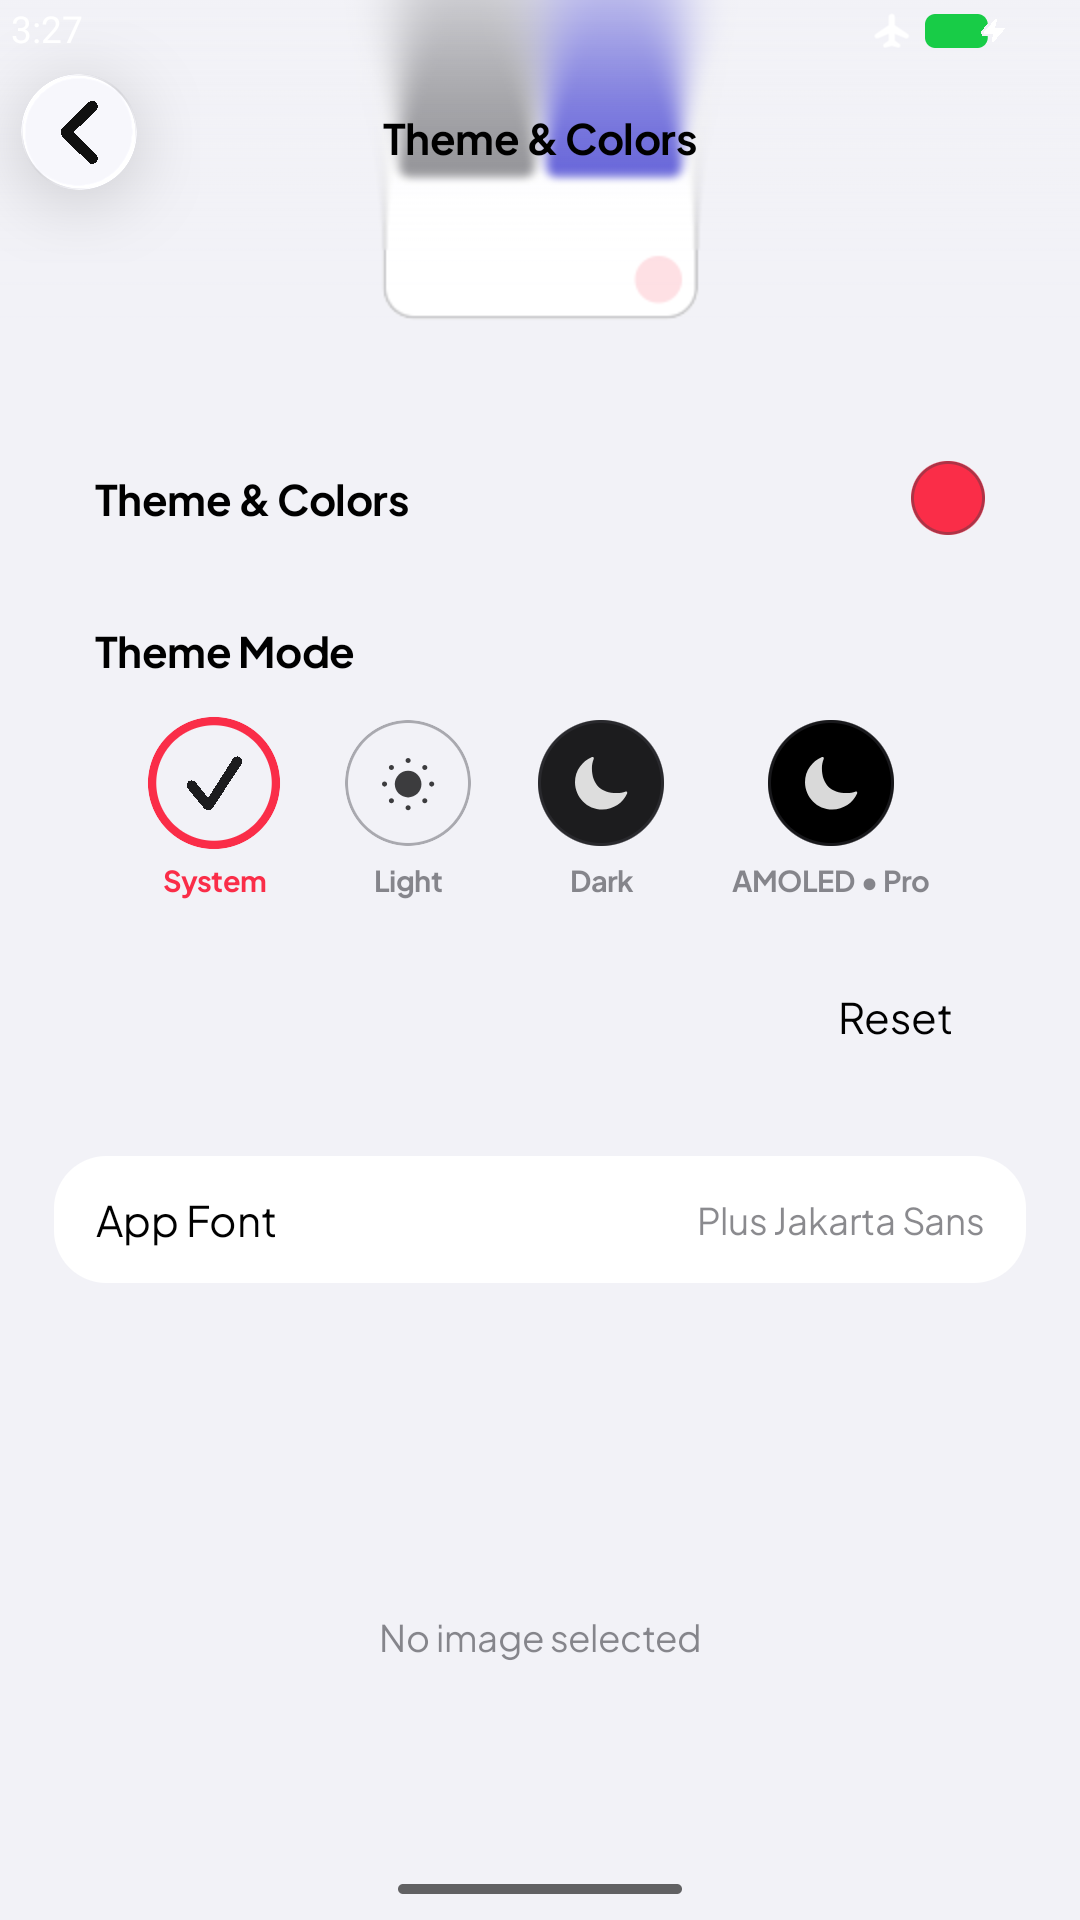 3:27
Theme & Colors
Theme & Colors
Theme Mode
System
Light
Dark
AMOLED • Pro
Reset
App Font
Plus Jakarta Sans
No image selected